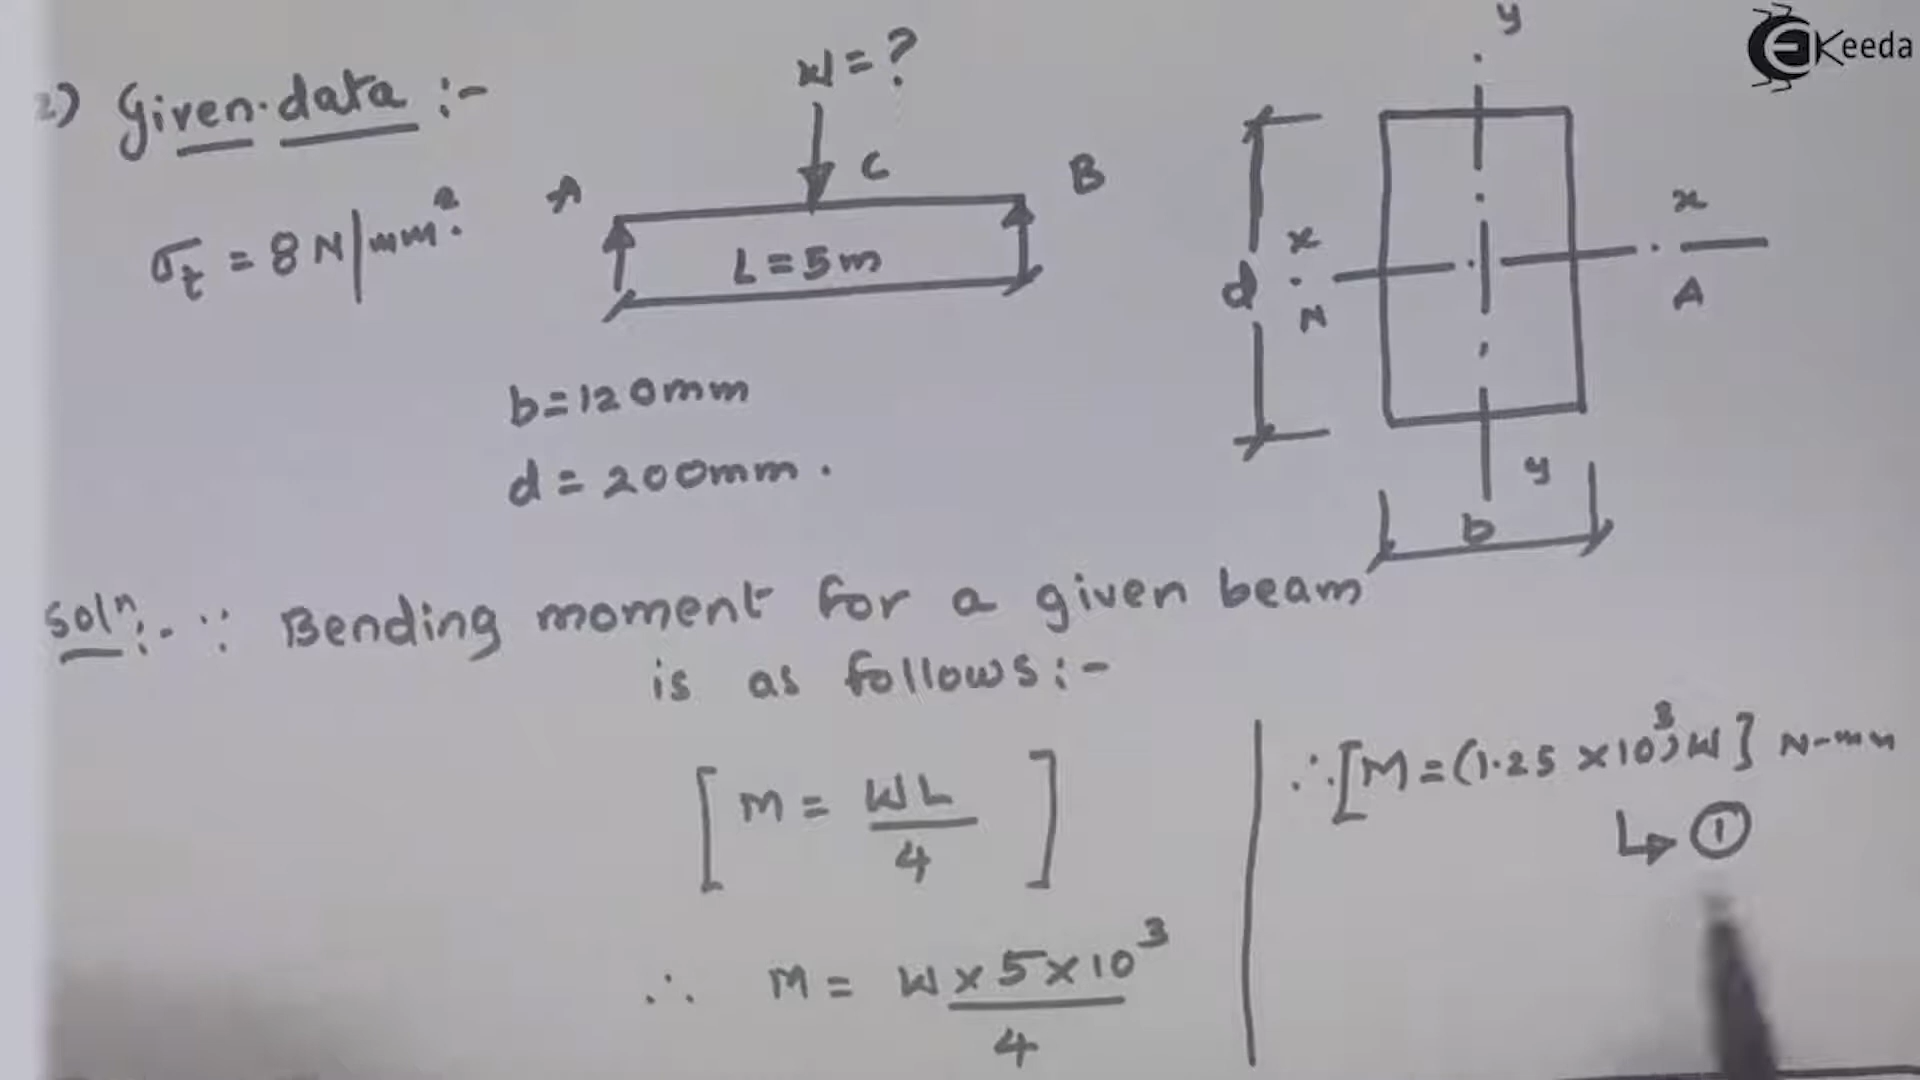 2) Given data :-
σt = 8 N/mm².
W = ?
A
C
B
L = 5m
b = 120mm
d = 200mm.
y
x
x
d
N
A
y
b
EKeeda
Solⁿ:- ∵ Bending moment for a given beam
is as follows :-
[M = WL/4]
∴ M = W×5×10³/4
∴ [M = (1.25 ×10³)W] N-mm
↳ ①